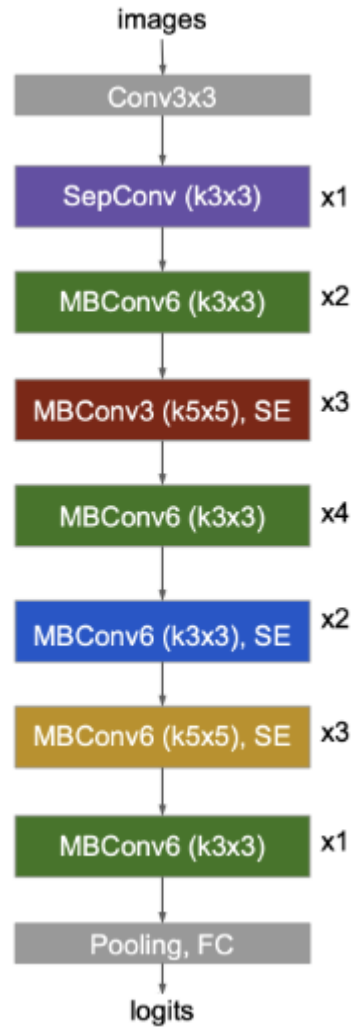 images
Conv3x3
SepConv (k3x3) x1
MBConv6 (k3x3) x2
MBConv3 (k5x5), SE x3
MBConv6 (k3x3) x4
MBConv6 (k3x3), SE x2
MBConv6 (k5x5), SE x3
MBConv6 (k3x3) x1
Pooling, FC
logits